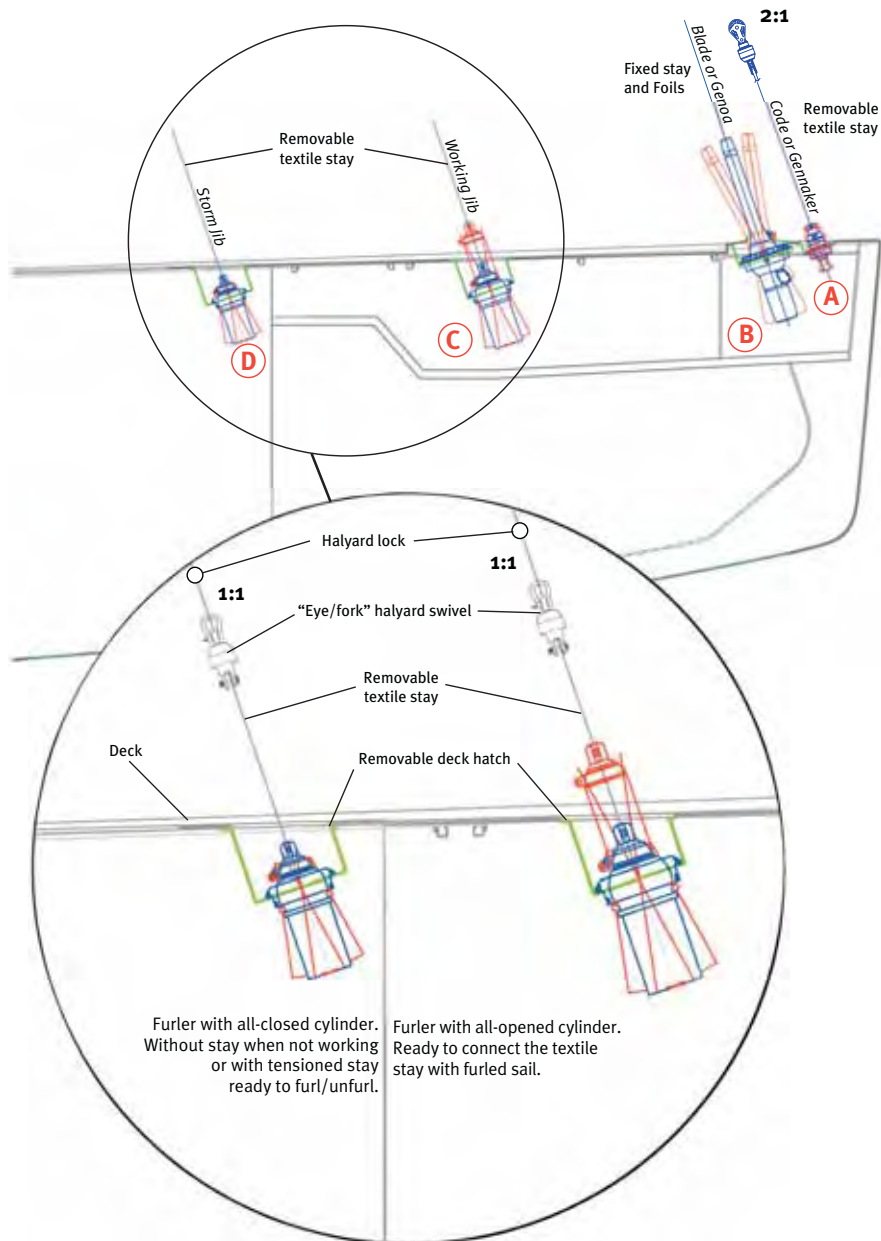 2:1
Blade or Genoa
Code or Gennaker
Fixed stay
and Foils
Removable
textile stay
Removable
textile stay
Working Jib
Storm Jib
A
B
C
D
Halyard lock
1:1
1:1
“Eye/fork” halyard swivel
Removable
textile stay
Deck
Removable deck hatch
Furler with all-closed cylinder.
Without stay when not working
or with tensioned stay
ready to furl/unfurl.
Furler with all-opened cylinder.
Ready to connect the textile
stay with furled sail.